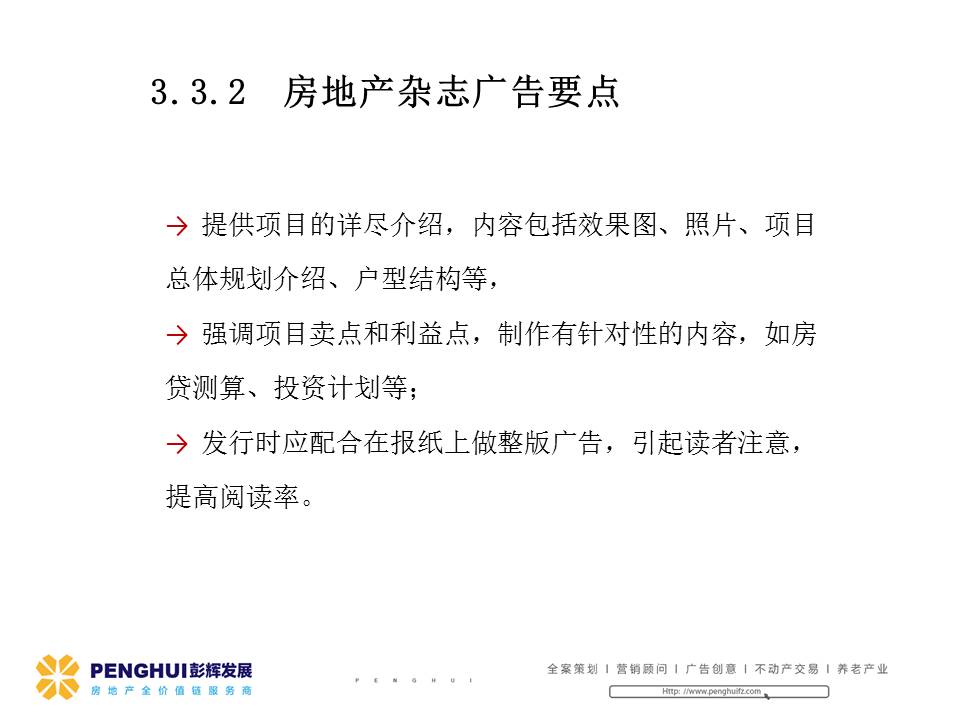 3.3.2 房地产杂志广告要点
→ 提供项目的详尽介绍，内容包括效果图、照片、项目
总体规划介绍、户型结构等，
→ 强调项目卖点和利益点，制作有针对性的内容，如房
贷测算、投资计划等；
→ 发行时应配合在报纸上做整版广告，引起读者注意，
提高阅读率。
PENGHUI彭辉发展
房地产全价值链服务商
PENGHUI
全案策划 | 营销顾问 | 广告创意 | 不动产交易 | 养老产业
Http: //www.penghuifz.com